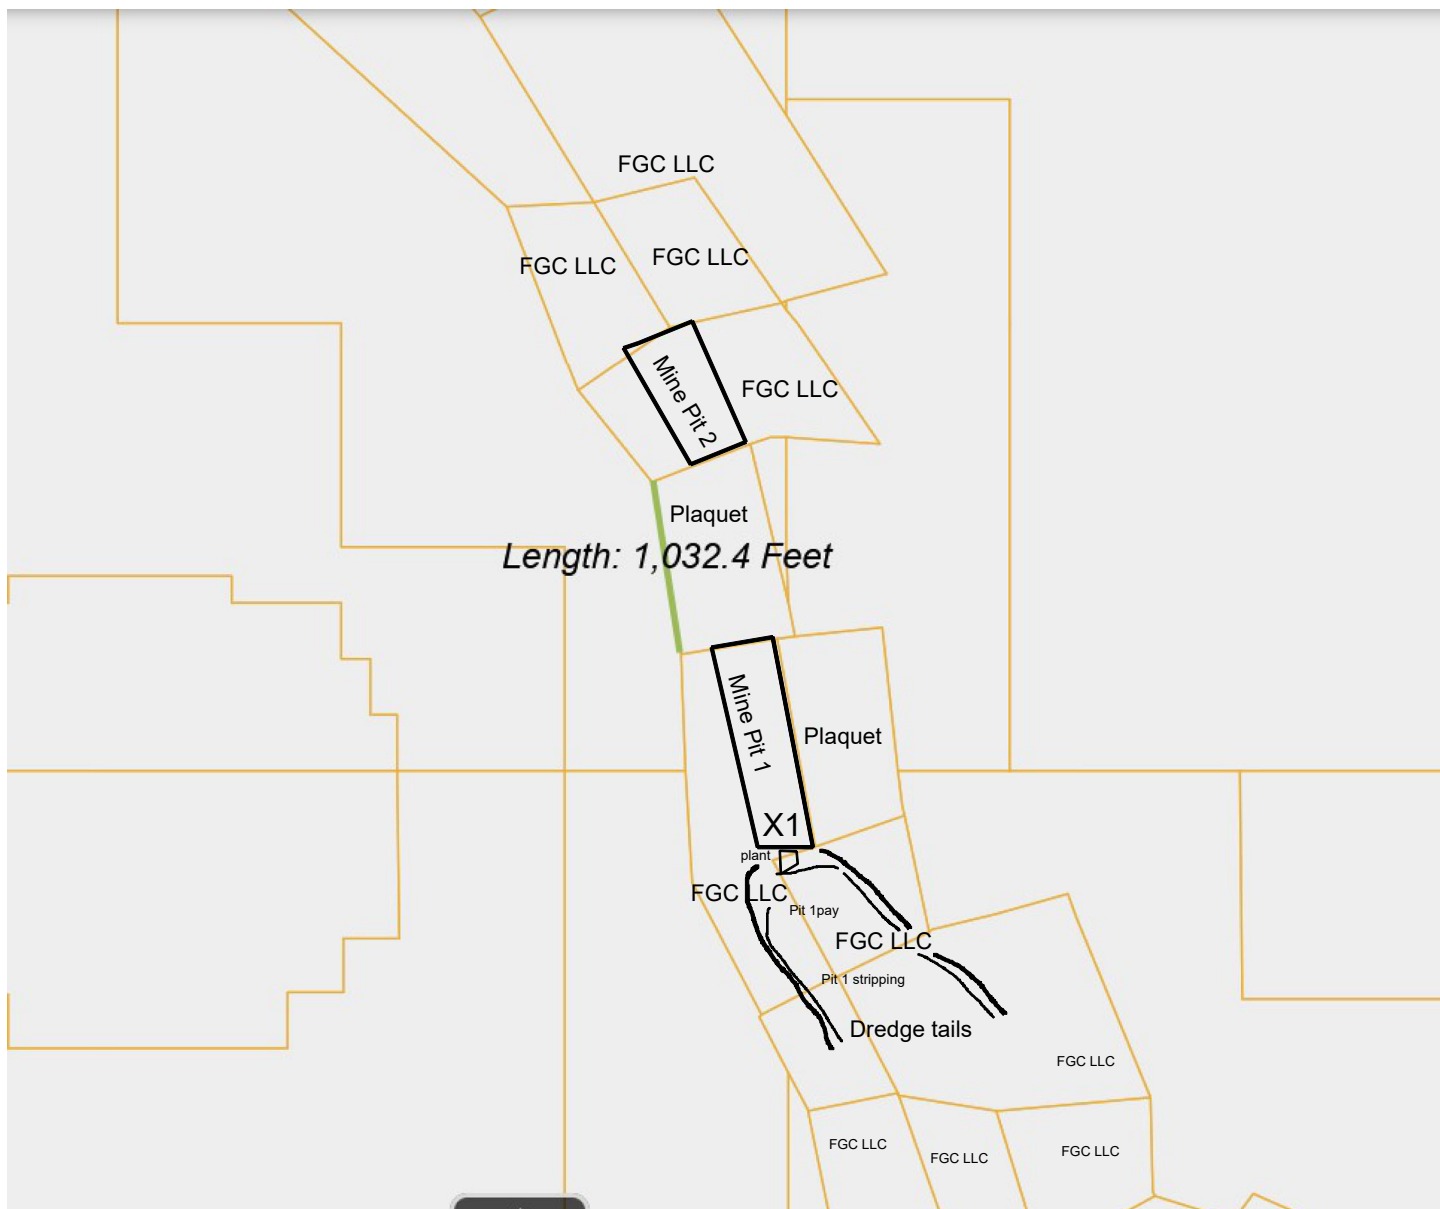 FGC LLC
FGC LLC
FGC LLC
Mine Pit 2
FGC LLC
Plaquet
Length: 1,032.4 Feet
Mine Pit 1
Plaquet
X1
plant
FGC LLC
Pit 1pay
FGC LLC
Pit 1 stripping
Dredge tails
FGC LLC
FGC LLC
FGC LLC
FGC LLC